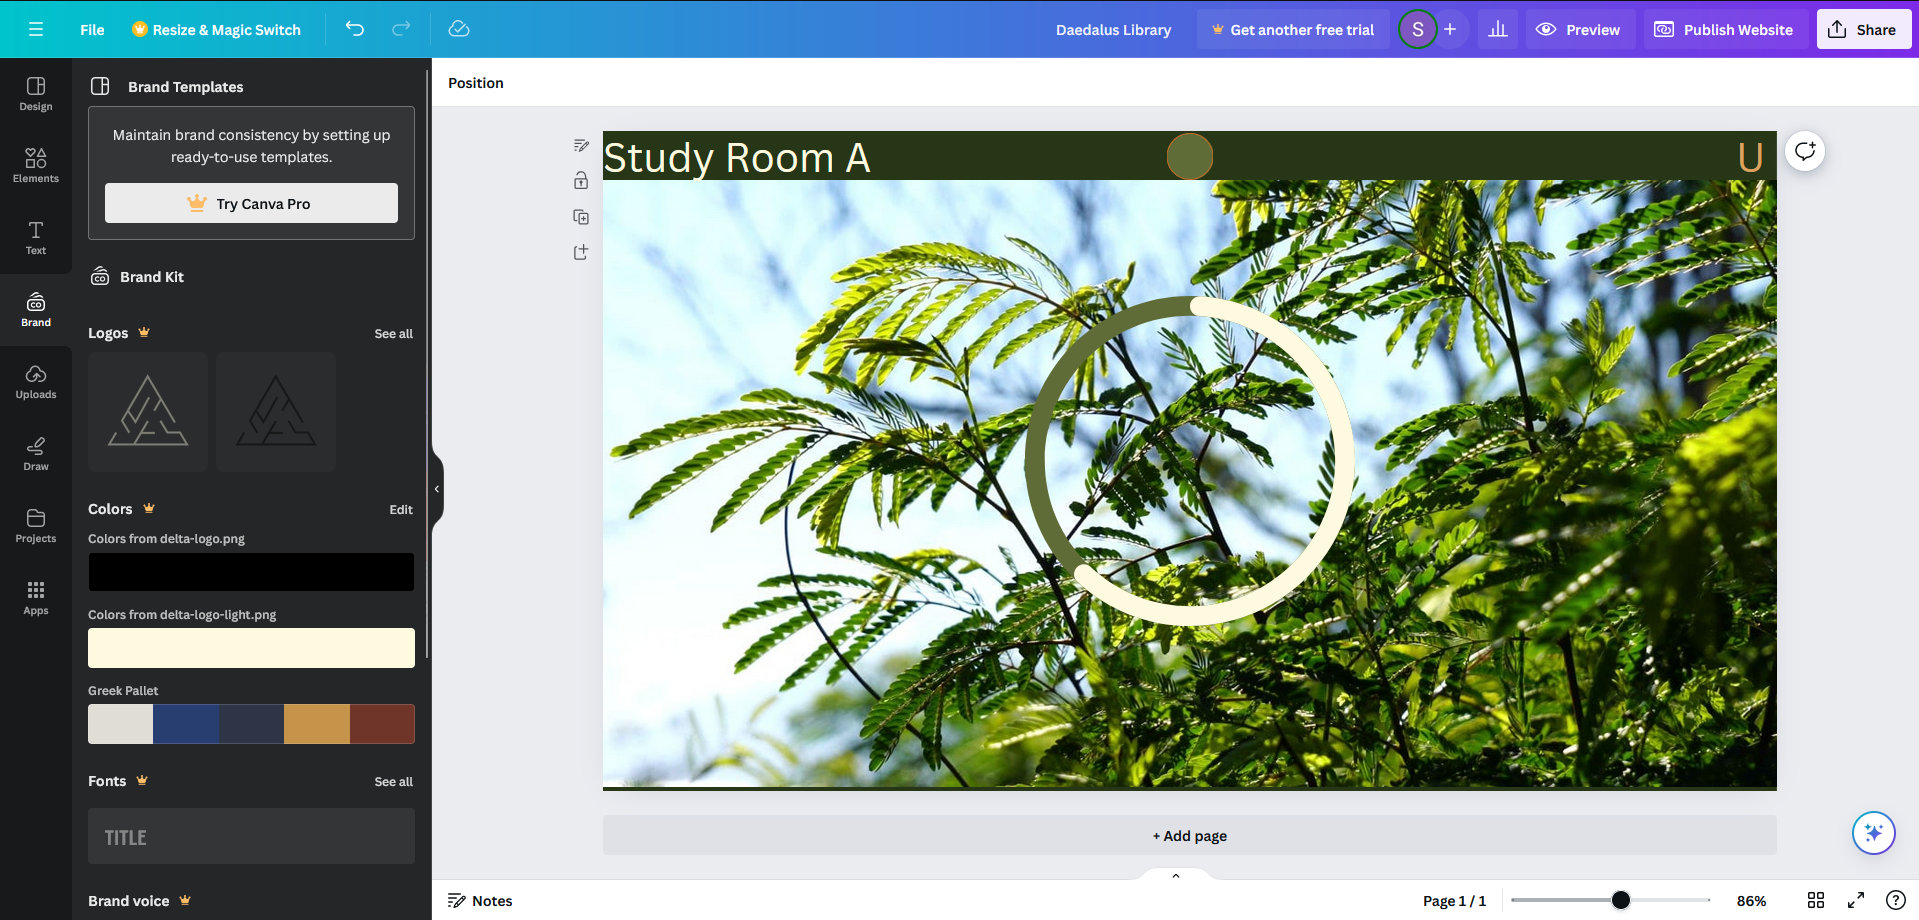 File
Resize & Magic Switch
Daedalus Library
Get another free trial
S
Preview
Publish Website
Share
Design
Elements
Text
Brand
Uploads
Draw
Projects
Apps
Brand Templates
Maintain brand consistency by setting up
ready-to-use templates.
Try Canva Pro
CO
Brand Kit
CO
Logos
See all
Colors
Edit
Colors from delta-logo.png
Colors from delta-logo-light.png
Greek Pallet
Fonts
See all
TITLE
Brand voice
Position
Study Room A
U
+ Add page
Notes
Page 1 / 1
86%